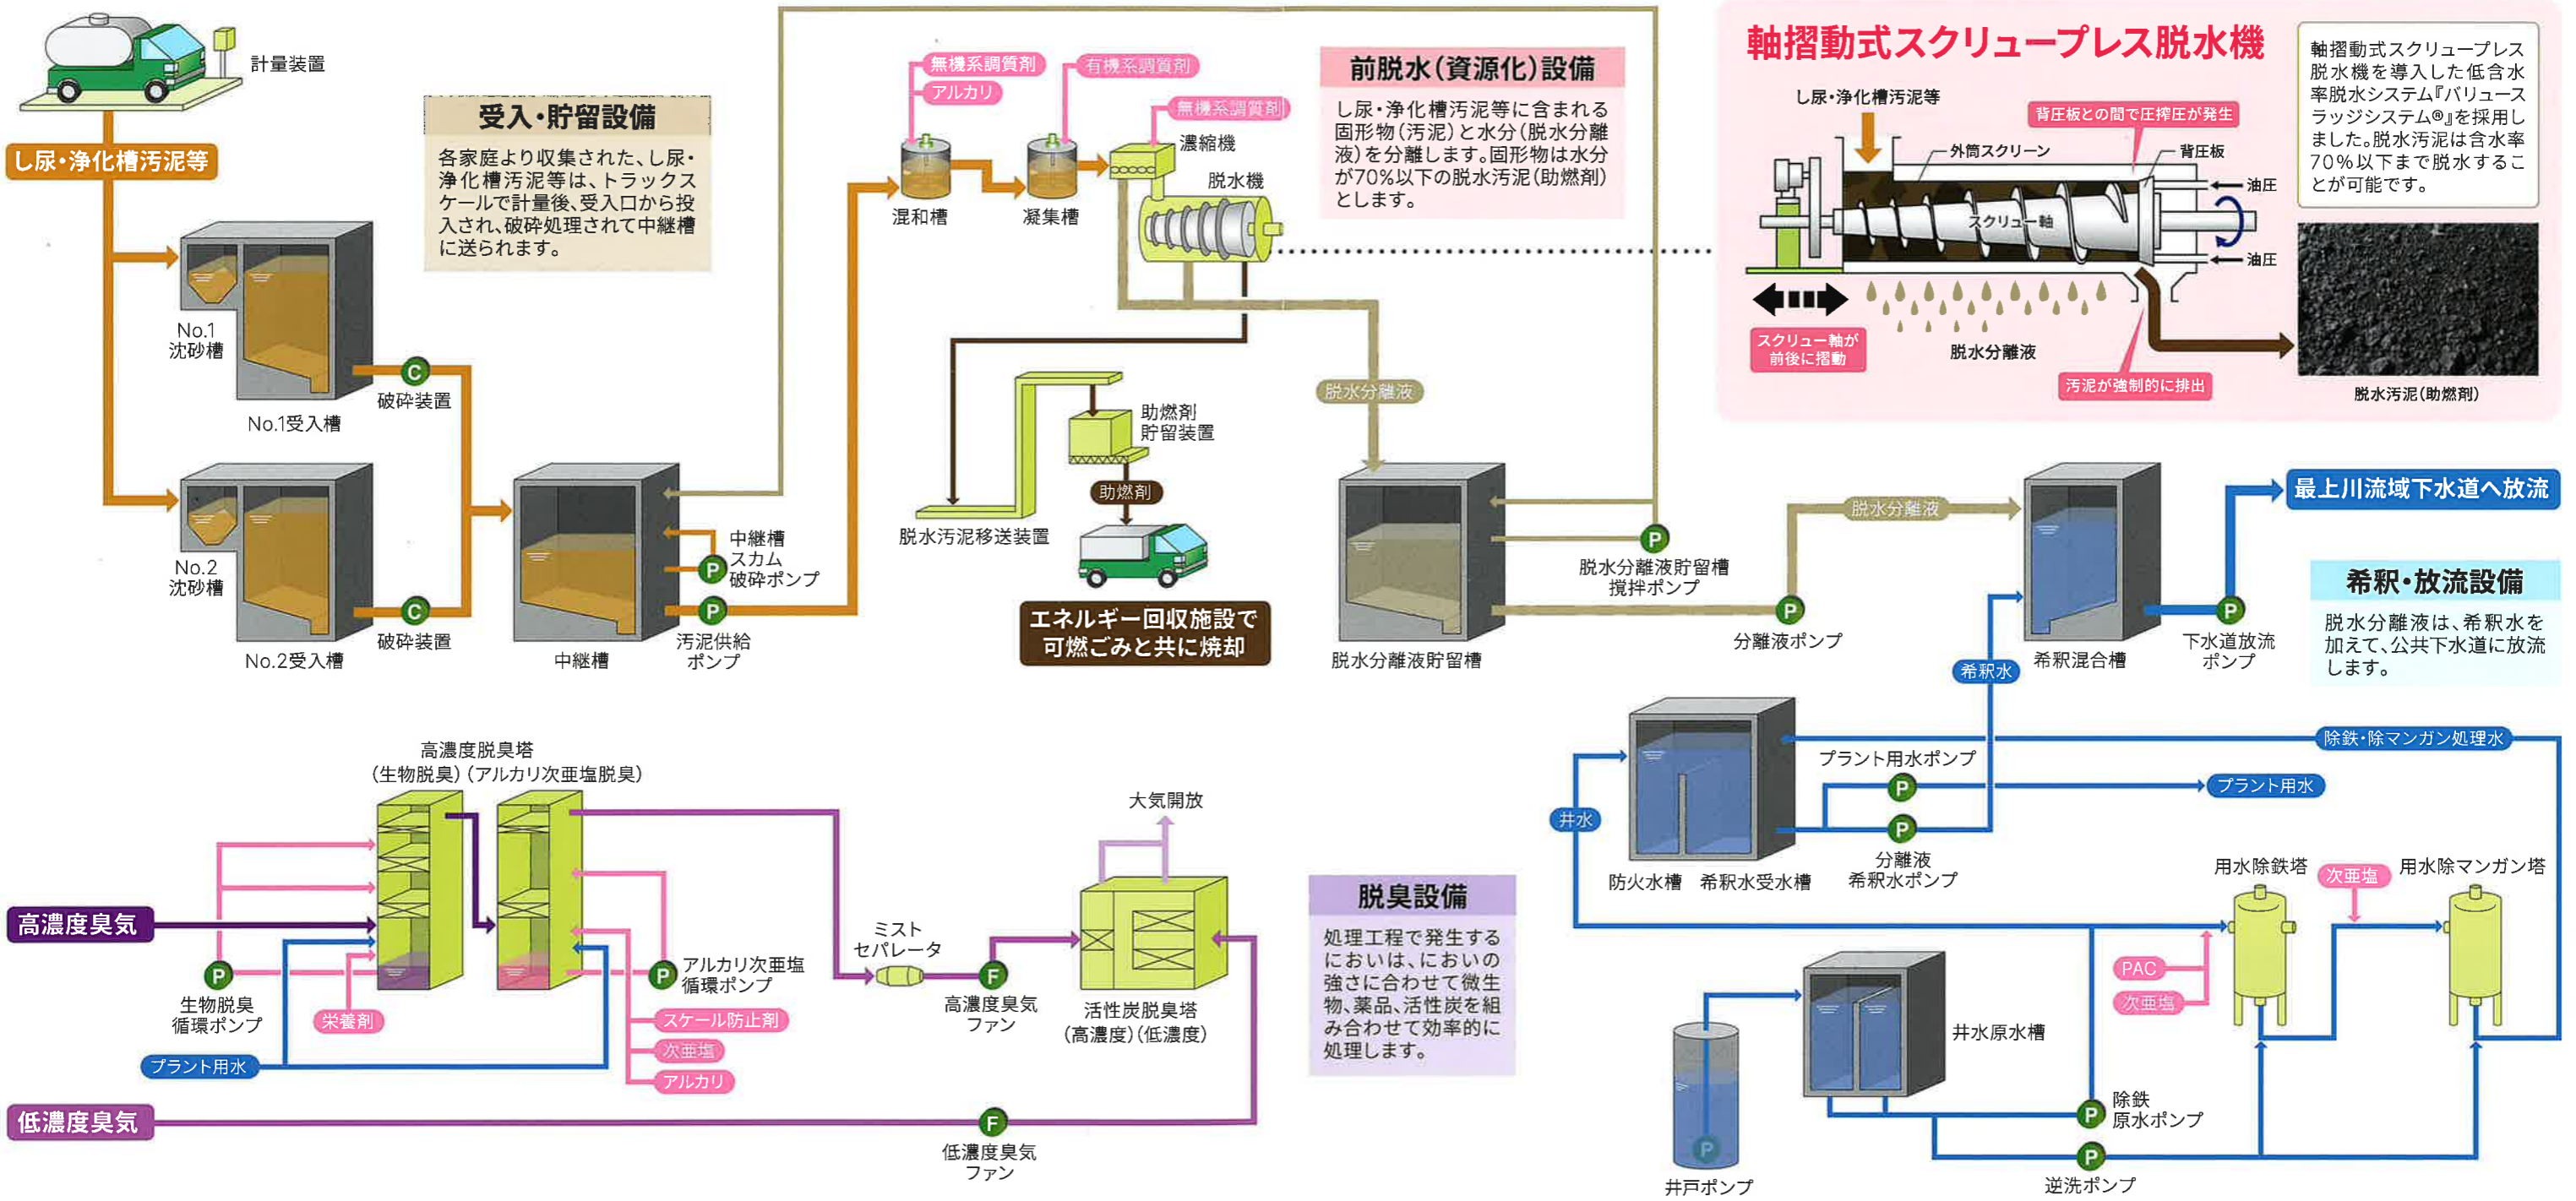 計量装置
し尿・浄化槽汚泥等
受入・貯留設備
各家庭より収集された、し尿・
浄化槽汚泥等は、トラックス
ケールで計量後、受入口から投
入され、破砕処理されて中継槽
に送られます。
No.1
沈砂槽
No.1受入槽
C
破砕装置
No.2
沈砂槽
No.2受入槽
C
破砕装置
中継槽
P
中継槽
スカム
破砕ポンプ
P
汚泥供給
ポンプ
無機系調質剤
アルカリ
混和槽
有機系調質剤
凝集槽
無機系調質剤
濃縮機
脱水機
前脱水(資源化)設備
し尿・浄化槽汚泥等に含まれる
固形物(汚泥)と水分(脱水分離
液)を分離します。固形物は水分
が70%以下の脱水汚泥(助燃剤)
とします。
脱水汚泥移送装置
助燃剤
貯留装置
助燃剤
エネルギー回収施設で
可燃ごみと共に焼却
脱水分離液
脱水分離液貯留槽
P
脱水分離液貯留槽
撹拌ポンプ
P
分離液ポンプ
脱水分離液
希釈混合槽
P
下水道放流
ポンプ
最上川流域下水道へ放流
希釈・放流設備
脱水分離液は、希釈水を
加えて、公共下水道に放流
します。
軸摺動式スクリュープレス脱水機
し尿・浄化槽汚泥等
背圧板との間で圧搾圧が発生
外筒スクリーン
背圧板
油圧
スクリュー軸
油圧
スクリュー軸が
前後に摺動
脱水分離液
汚泥が強制的に排出
軸摺動式スクリュープレス
脱水機を導入した低含水
率脱水システム『バリュース
ラッジシステム®』を採用し
ました。脱水汚泥は含水率
70%以下まで脱水するこ
とが可能です。
脱水汚泥(助燃剤)
高濃度脱臭塔
(生物脱臭)(アルカリ次亜塩脱臭)
高濃度臭気
P
生物脱臭
循環ポンプ
栄養剤
プラント用水
P
アルカリ次亜塩
循環ポンプ
スケール防止剤
次亜塩
アルカリ
低濃度臭気
ミスト
セパレータ
F
高濃度臭気
ファン
F
低濃度臭気
ファン
大気開放
活性炭脱臭塔
(高濃度)(低濃度)
脱臭設備
処理工程で発生する
においは、においの
強さに合わせて微生
物、薬品、活性炭を組
み合わせて効率的に
処理します。
希釈水
除鉄・除マンガン処理水
プラント用水ポンプ
P
プラント用水
井水
P
分離液
希釈水ポンプ
防火水槽
希釈水受水槽
用水除鉄塔
次亜塩
用水除マンガン塔
PAC
次亜塩
井水原水槽
P
除鉄
原水ポンプ
P
井戸ポンプ
P
逆洗ポンプ